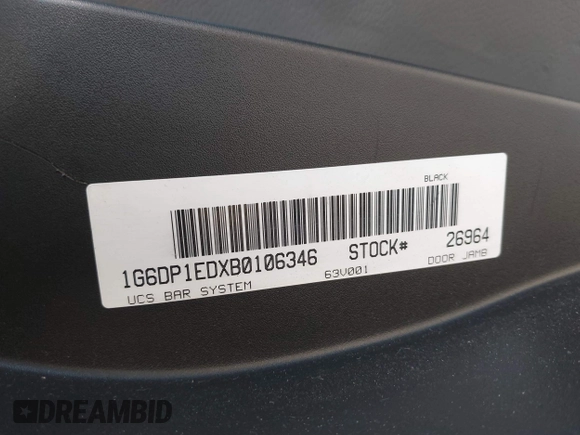 BLACK
1G6DP1EDXB0106346 STOCK# 26964
UCS BAR SYSTEM 63V001 DOOR JAMB
DREAMBID